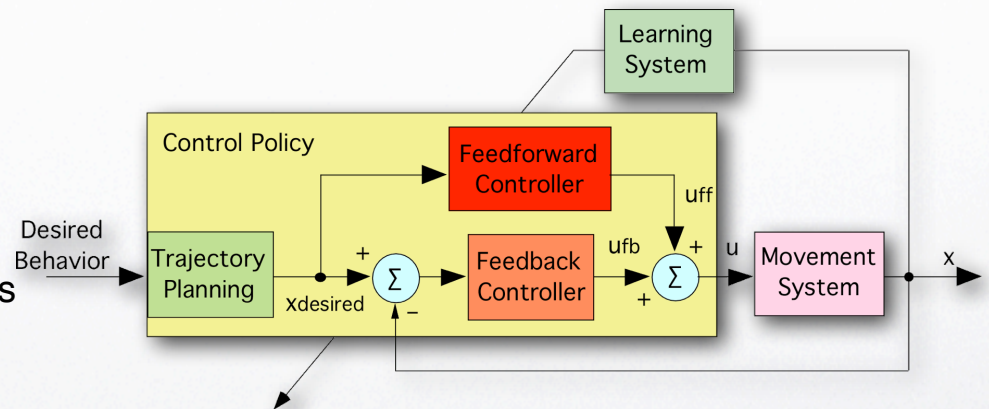 Learning
System
Control Policy
Feedforward
Controller
uff
Desired
Behavior
s
Trajectory
Planning
+
xdesired
Σ
−
Feedback
Controller
ufb
+
+
Σ
u
Movement
System
x